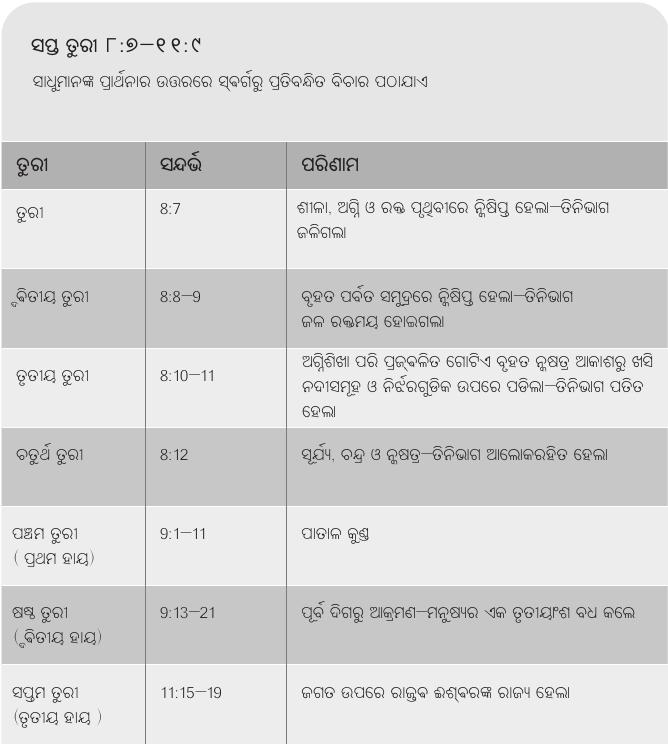 ସପ୍ତ ତୁରୀ ୮:୭—୧୧:୯
ସାଧୁମାନଙ୍କ ପ୍ରାର୍ଥନାର ଉତ୍ତରରେ ସ୍ୱର୍ଗରୁ ପ୍ରତିବନ୍ଧିତ ବିଚାର ପଠାଯାଏ
ତୁରୀ ସନ୍ଦର୍ଭ ପରିଣାମ
ତୁରୀ 8:7 ଶୀଳା, ଅଗ୍ନି ଓ ରକ୍ତ ପୃଥିବୀରେ ନିକ୍ଷିପ୍ତ ହେଲା—ତିନିଭାଗ
ଜଳିଗଲା
ଦ୍ୱିତୀୟ ତୁରୀ 8:8—9 ବୃହତ ପର୍ବତ ସମୁଦ୍ରରେ ନିକ୍ଷିପ୍ତ ହେଲା—ତିନିଭାଗ
ଜଳ ରକ୍ତମୟ ହୋଇଗଲା
ତୃତୀୟ ତୁରୀ 8:10—11 ଅଗ୍ନିଶିଖା ପରି ପ୍ରଜ୍ୱଳିତ ଗୋଟିଏ ବୃହତ ନକ୍ଷତ୍ର ଆକାଶରୁ ଖସି
ନଦୀସମୂହ ଓ ନିର୍ଝରଗୁଡିକ ଉପରେ ପଡିଲା—ତିନିଭାଗ ପତିତ
ହେଲା
ଚତୁର୍ଥ ତୁରୀ 8:12 ସୂର୍ଯ୍ୟ, ଚନ୍ଦ୍ର ଓ ନକ୍ଷତ୍ର—ତିନିଭାଗ ଆଲୋକରହିତ ହେଲା
ପଞ୍ଚମ ତୁରୀ 9:1—11 ପାତାଳ କୁଣ୍ଡ
( ପ୍ରଥମ ହାୟ)
ଷଷ୍ଠ ତୁରୀ 9:13—21 ପୂର୍ବ ଦିଗରୁ ଆକ୍ରମଣ—ମନୁଷ୍ୟର ଏକ ତୃତୀୟାଂଶ ବଧ କଲେ
(ଦ୍ୱିତୀୟ ହାୟ)
ସପ୍ତମ ତୁରୀ 11:15—19 ଜଗତ ଉପରେ ରାଜତ୍ୱ ଈଶ୍ୱରଙ୍କ ରାଜ୍ୟ ହେଲା
(ତୃତୀୟ ହାୟ )